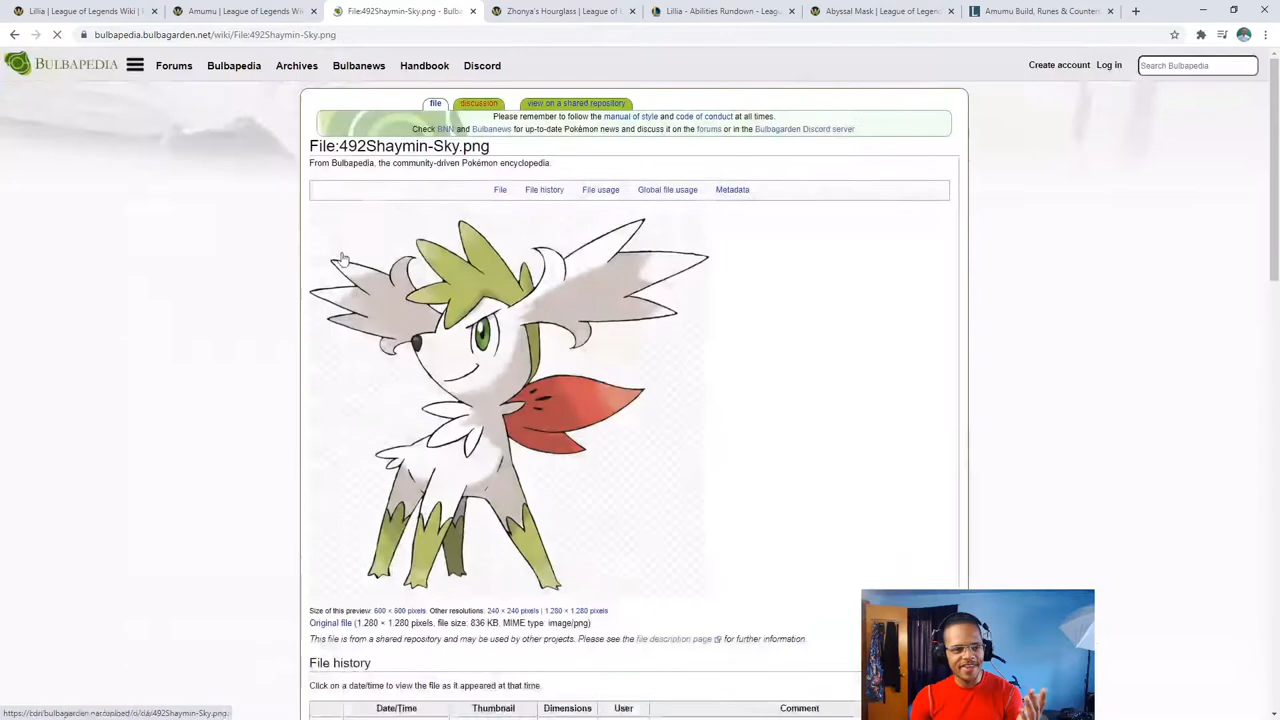 Lillia | League of Legends Wiki
Amumu | League of Legends Wiki
File:492Shaymin-Sky.png - Bulba
Zhonya's Hourglass | League of
Lillia - Abilities Rundown - Leagu
Abyssal Mask | League of Legends
Amumu Build, Runes & Counter
bulbapedia.bulbagarden.net/wiki/File:492Shaymin-Sky.png
BULBAPEDIA
Forums
Bulbapedia
Archives
Bulbanews
Handbook
Discord
Create account
Log in
Search Bulbapedia
file
discussion
view on a shared repository
Please remember to follow the manual of style and code of conduct at all times.
Check BNN and Bulbanews for up-to-date Pokémon news and discuss it on the forums or in the Bulbagarden Discord server
File:492Shaymin-Sky.png
From Bulbapedia, the community-driven Pokémon encyclopedia.
File
File history
File usage
Global file usage
Metadata
Size of this preview: 600 × 600 pixels. Other resolutions: 240 × 240 pixels | 1,280 × 1,280 pixels
Original file (1,280 × 1,280 pixels, file size: 836 KB, MIME type: image/png)
This file is from a shared repository and may be used by other projects. Please see the file description page for further information.
File history
Click on a date/time to view the file as it appeared at that time.
Date/Time
Thumbnail
Dimensions
User
Comment